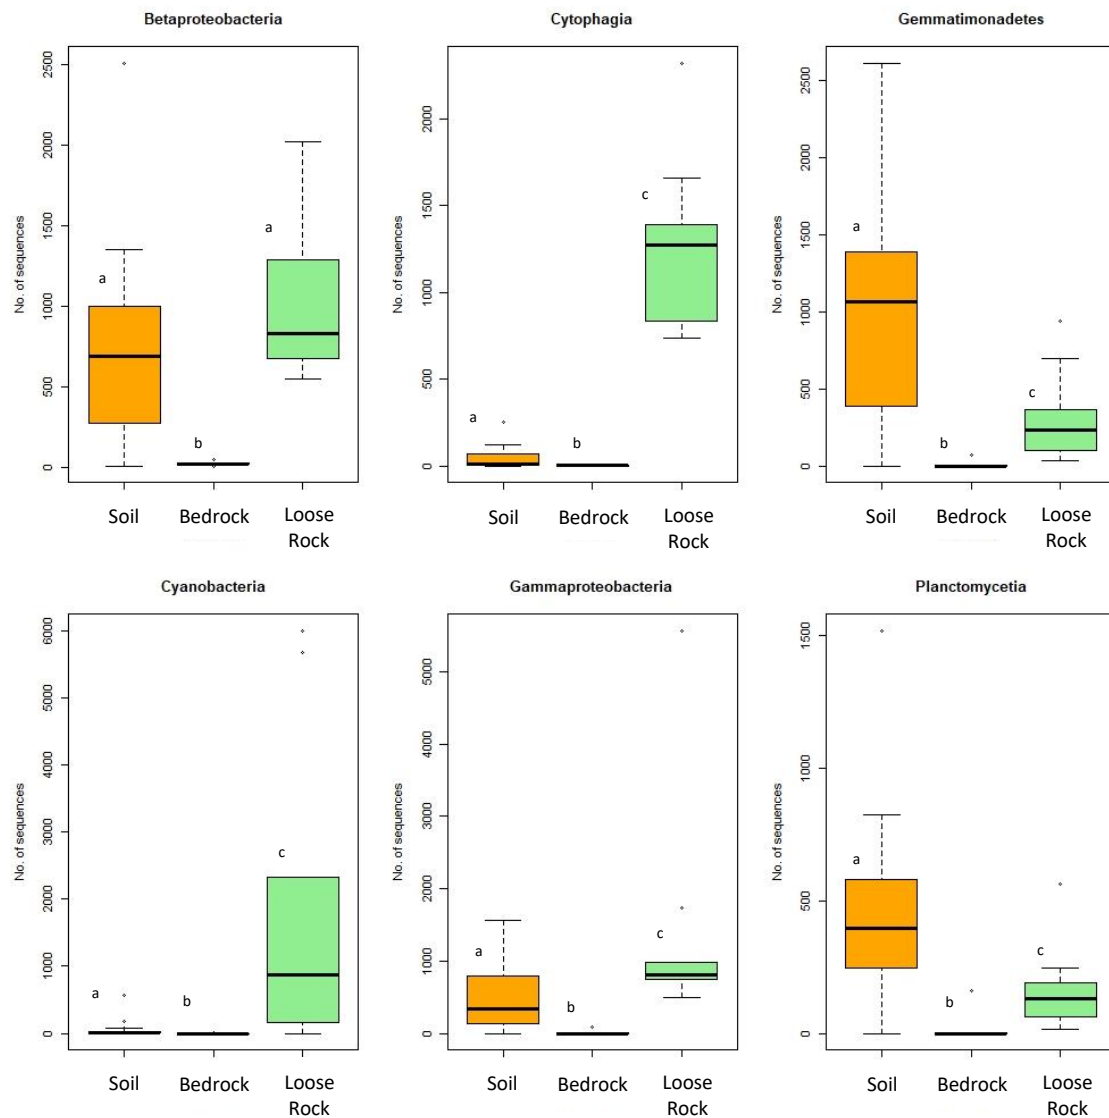 Betaproteobacteria
No. of sequences
2500
2000
1500
1000
500
0
a
b
a
Soil
Bedrock
Loose
Rock
Cytophagia
No. of sequences
2000
1500
1000
500
0
a
b
c
Soil
Bedrock
Loose
Rock
Gemmatimonadetes
No. of sequences
2500
2000
1500
1000
500
0
a
b
c
Soil
Bedrock
Loose
Rock
Cyanobacteria
No. of sequences
6000
5000
4000
3000
2000
1000
0
a
b
c
Soil
Bedrock
Loose
Rock
Gammaproteobacteria
No. of sequences
5000
4000
3000
2000
1000
0
a
b
c
Soil
Bedrock
Loose
Rock
Planctomycetia
No. of sequences
1500
1000
500
0
a
b
c
Soil
Bedrock
Loose
Rock